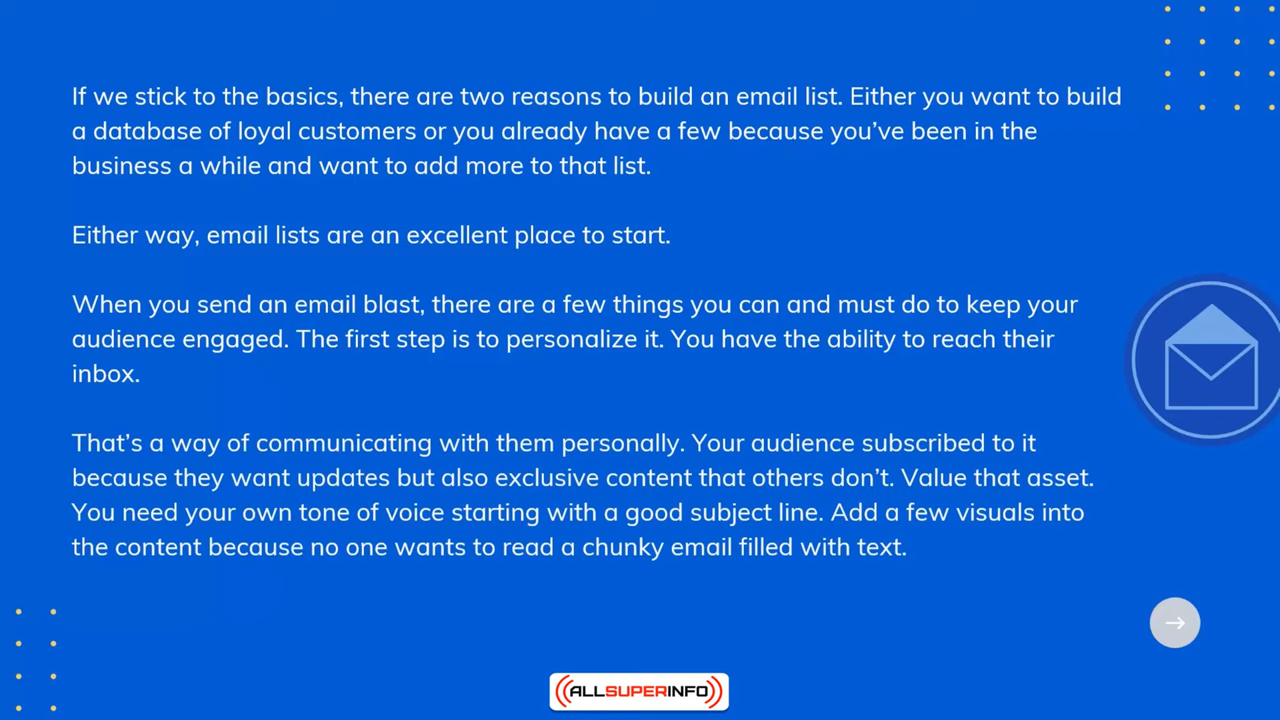 If we stick to the basics, there are two reasons to build an email list. Either you want to build
a database of loyal customers or you already have a few because you’ve been in the
business a while and want to add more to that list.
Either way, email lists are an excellent place to start.
When you send an email blast, there are a few things you can and must do to keep your
audience engaged. The first step is to personalize it. You have the ability to reach their
inbox.
That’s a way of communicating with them personally. Your audience subscribed to it
because they want updates but also exclusive content that others don’t. Value that asset.
You need your own tone of voice starting with a good subject line. Add a few visuals into
the content because no one wants to read a chunky email filled with text.
ALLSUPERINFO